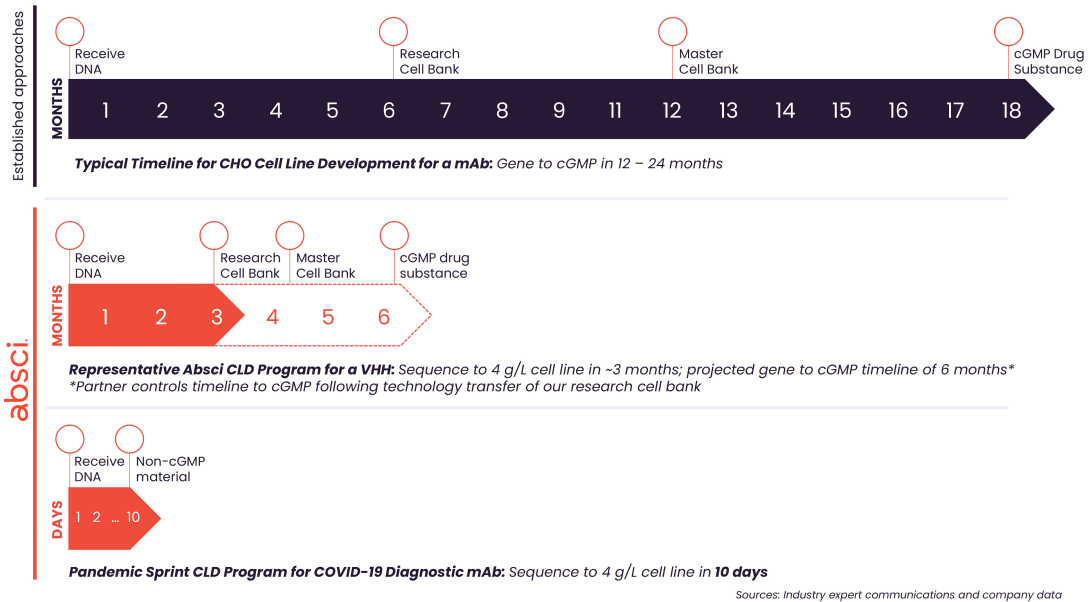 Established approaches
Receive
DNA
Research
Cell Bank
Master
Cell Bank
cGMP Drug
Substance
MONTHS
1 2 3 4 5 6 7 8 9 10 11 12 13 14 15 16 17 18
Typical Timeline for CHO Cell Line Development for a mAb: Gene to cGMP in 12 – 24 months
absci.
Receive
DNA
Research
Cell Bank
Master
Cell Bank
cGMP drug
substance
MONTHS
1 2 3 4 5 6
Representative Absci CLD Program for a VHH: Sequence to 4 g/L cell line in ~3 months; projected gene to cGMP timeline of 6 months*
*Partner controls timeline to cGMP following technology transfer of our research cell bank
Receive
DNA
Non-cGMP
material
DAYS
1 2 ... 10
Pandemic Sprint CLD Program for COVID-19 Diagnostic mAb: Sequence to 4 g/L cell line in 10 days
Sources: Industry expert communications and company data